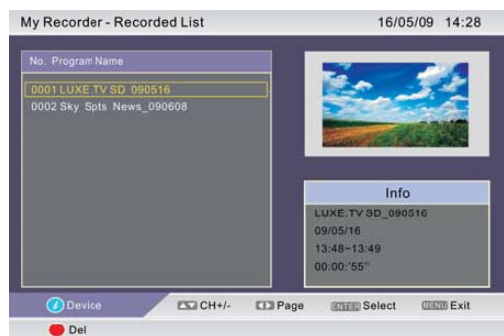 My Recorder - Recorded List 16/05/09 14:28
No. Program Name
0001 LUXE.TV SD_090516
0002 Sky Spts News_090608
Info
LUXE.TV SD_090516
09/05/16
13:48~13:49
00:00:'55''
i Device CH+/- Page ENTER Select MENU Exit
Del